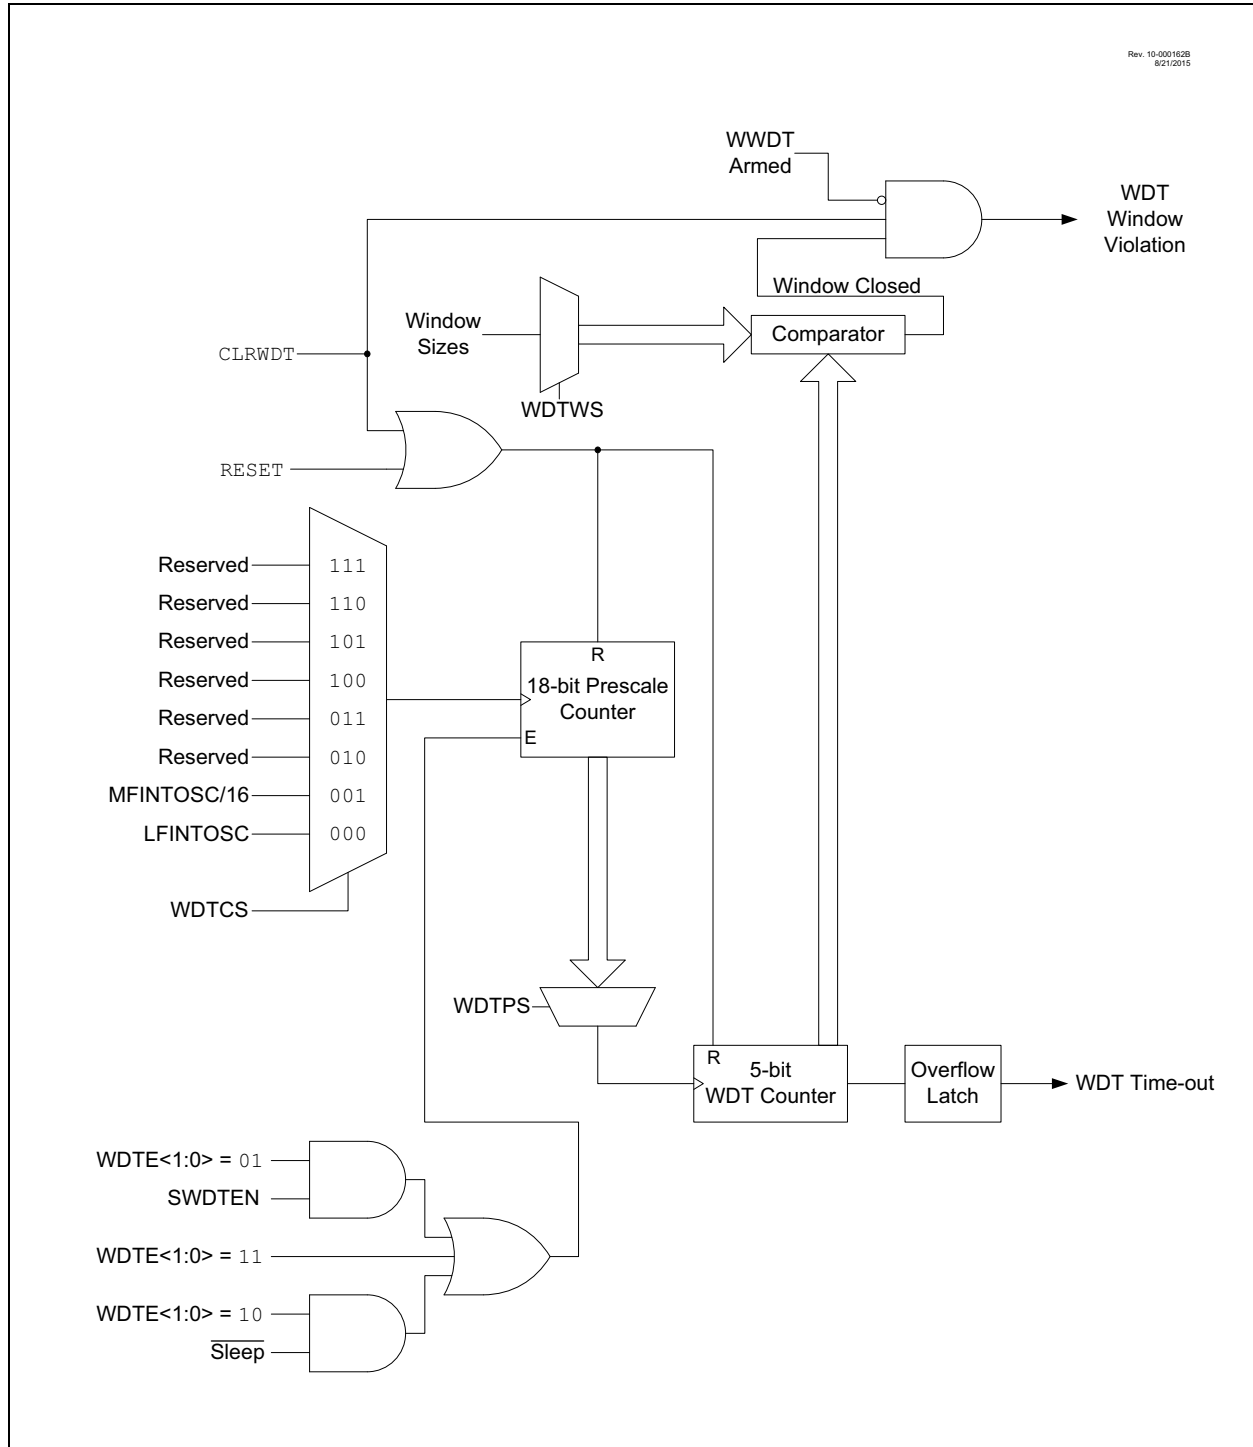 Rev. 10-000162B
8/21/2015
WWDT
Armed
WDT
Window
Violation
Window Closed
Window
Sizes
Comparator
CLRWDT
WDTWS
RESET
Reserved 111
Reserved 110
Reserved 101
Reserved 100
Reserved 011
Reserved 010
MFINTOSC/16 001
LFINTOSC 000
WDTCS
R
18-bit Prescale
Counter
E
WDTPS
R
5-bit
WDT Counter
Overflow
Latch
WDT Time-out
WDTE<1:0> = 01
SWDTEN
WDTE<1:0> = 11
WDTE<1:0> = 10
Sleep